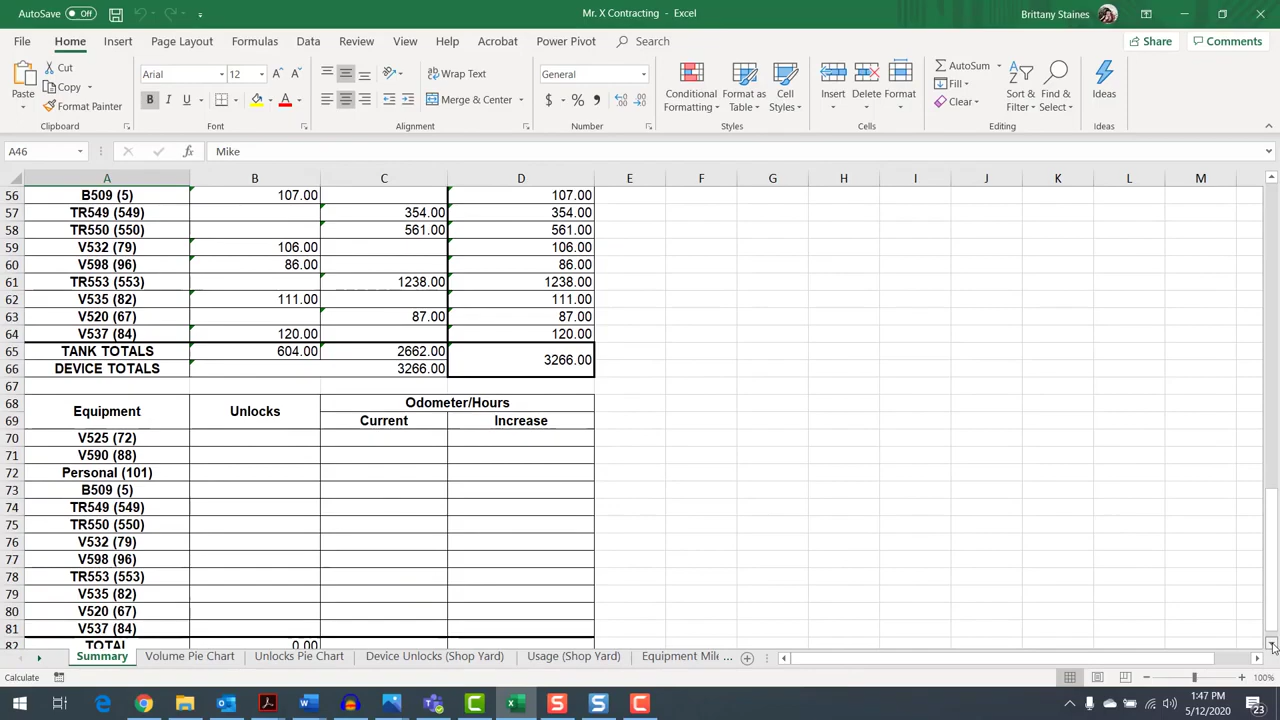 AutoSave Off Mr. X Contracting - Excel Brittany Staines
File Home Insert Page Layout Formulas Data Review View Help Acrobat Power Pivot Search Share Comments
Paste Cut Copy Format Painter Clipboard
Arial 12 B I U Font
Wrap Text Merge & Center Alignment
General $ % , Number
Conditional Formatting Format as Table Cell Styles Styles
Insert Delete Format Cells
AutoSum Fill Clear Sort & Filter Find & Select Editing
Ideas Ideas
A46 fx Mike
A B C D E F G H I J K L M
56 B509 (5) 107.00 107.00
57 TR549 (549) 354.00 354.00
58 TR550 (550) 561.00 561.00
59 V532 (79) 106.00 106.00
60 V598 (96) 86.00 86.00
61 TR553 (553) 1238.00 1238.00
62 V535 (82) 111.00 111.00
63 V520 (67) 87.00 87.00
64 V537 (84) 120.00 120.00
65 TANK TOTALS 604.00 2662.00 3266.00
66 DEVICE TOTALS 3266.00
67
68 Equipment Unlocks Odometer/Hours
69 Current Increase
70 V525 (72)
71 V590 (88)
72 Personal (101)
73 B509 (5)
74 TR549 (549)
75 TR550 (550)
76 V532 (79)
77 V598 (96)
78 TR553 (553)
79 V535 (82)
80 V520 (67)
81 V537 (84)
82 TOTAL 0.00
Summary Volume Pie Chart Unlocks Pie Chart Device Unlocks (Shop Yard) Usage (Shop Yard) Equipment Mile ...
Calculate 100%
1:47 PM
5/12/2020
23